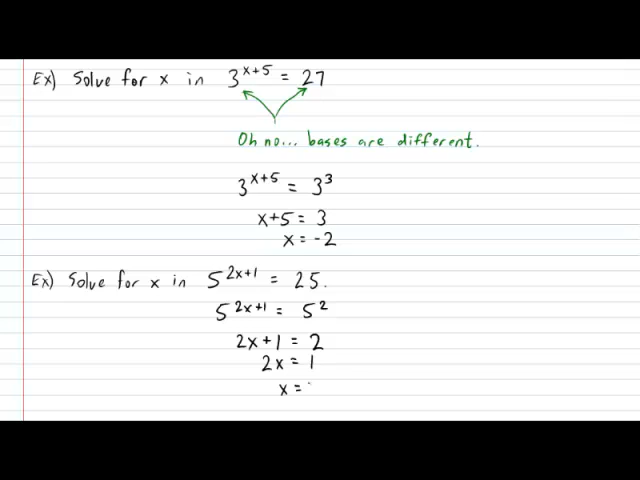 Ex) Solve for x in 3^{x+5} = 27
Oh no... bases are different.
3^{x+5} = 3^3
x+5 = 3
x = -2
Ex) Solve for x in 5^{2x+1} = 25.
5^{2x+1} = 5^2
2x+1 = 2
2x = 1
x =